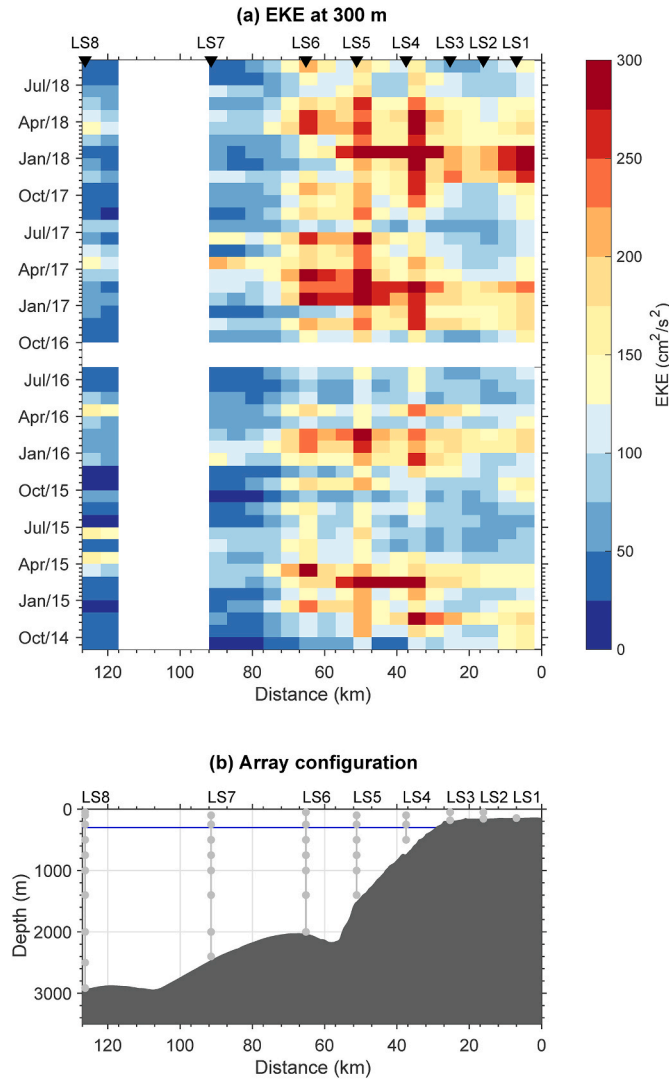 (a) EKE at 300 m
LS8 LS7 LS6 LS5 LS4 LS3 LS2 LS1
Jul/18
Apr/18
Jan/18
Oct/17
Jul/17
Apr/17
Jan/17
Oct/16
Jul/16
Apr/16
Jan/16
Oct/15
Jul/15
Apr/15
Jan/15
Oct/14
120 100 80 60 40 20 0
Distance (km)
300
250
200
150
100
50
0
EKE (cm²/s²)
(b) Array configuration
LS8 LS7 LS6 LS5 LS4 LS3 LS2 LS1
0
1000
2000
3000
Depth (m)
120 100 80 60 40 20 0
Distance (km)